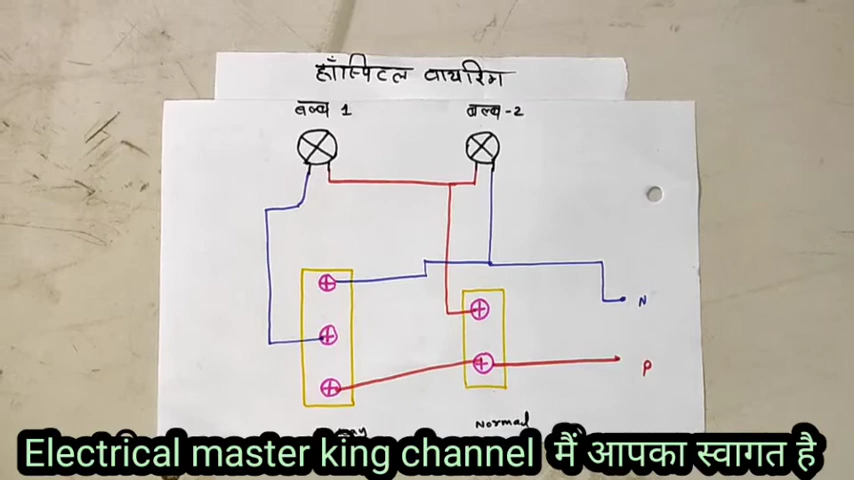 हॉस्पिटल वायरिंग
बल्ब 1 बल्ब -2
N
P
Normal
Electrical master king channel में आपका स्वागत है